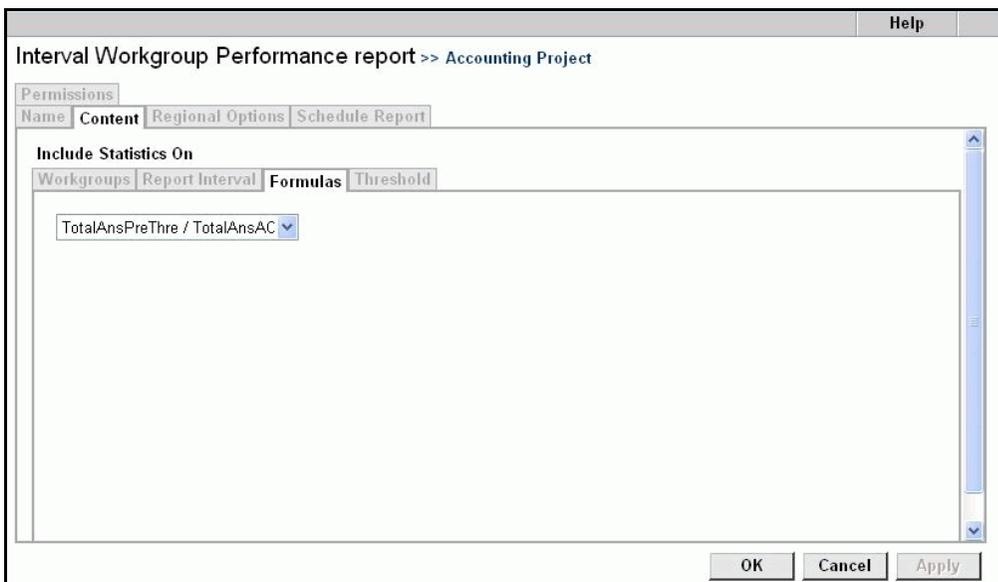 Help
Interval Workgroup Performance report >> Accounting Project
Permissions
Name Content Regional Options Schedule Report
Include Statistics On
Workgroups Report Interval Formulas Threshold
TotalAnsPreThre / TotalAnsAC
OK Cancel Apply